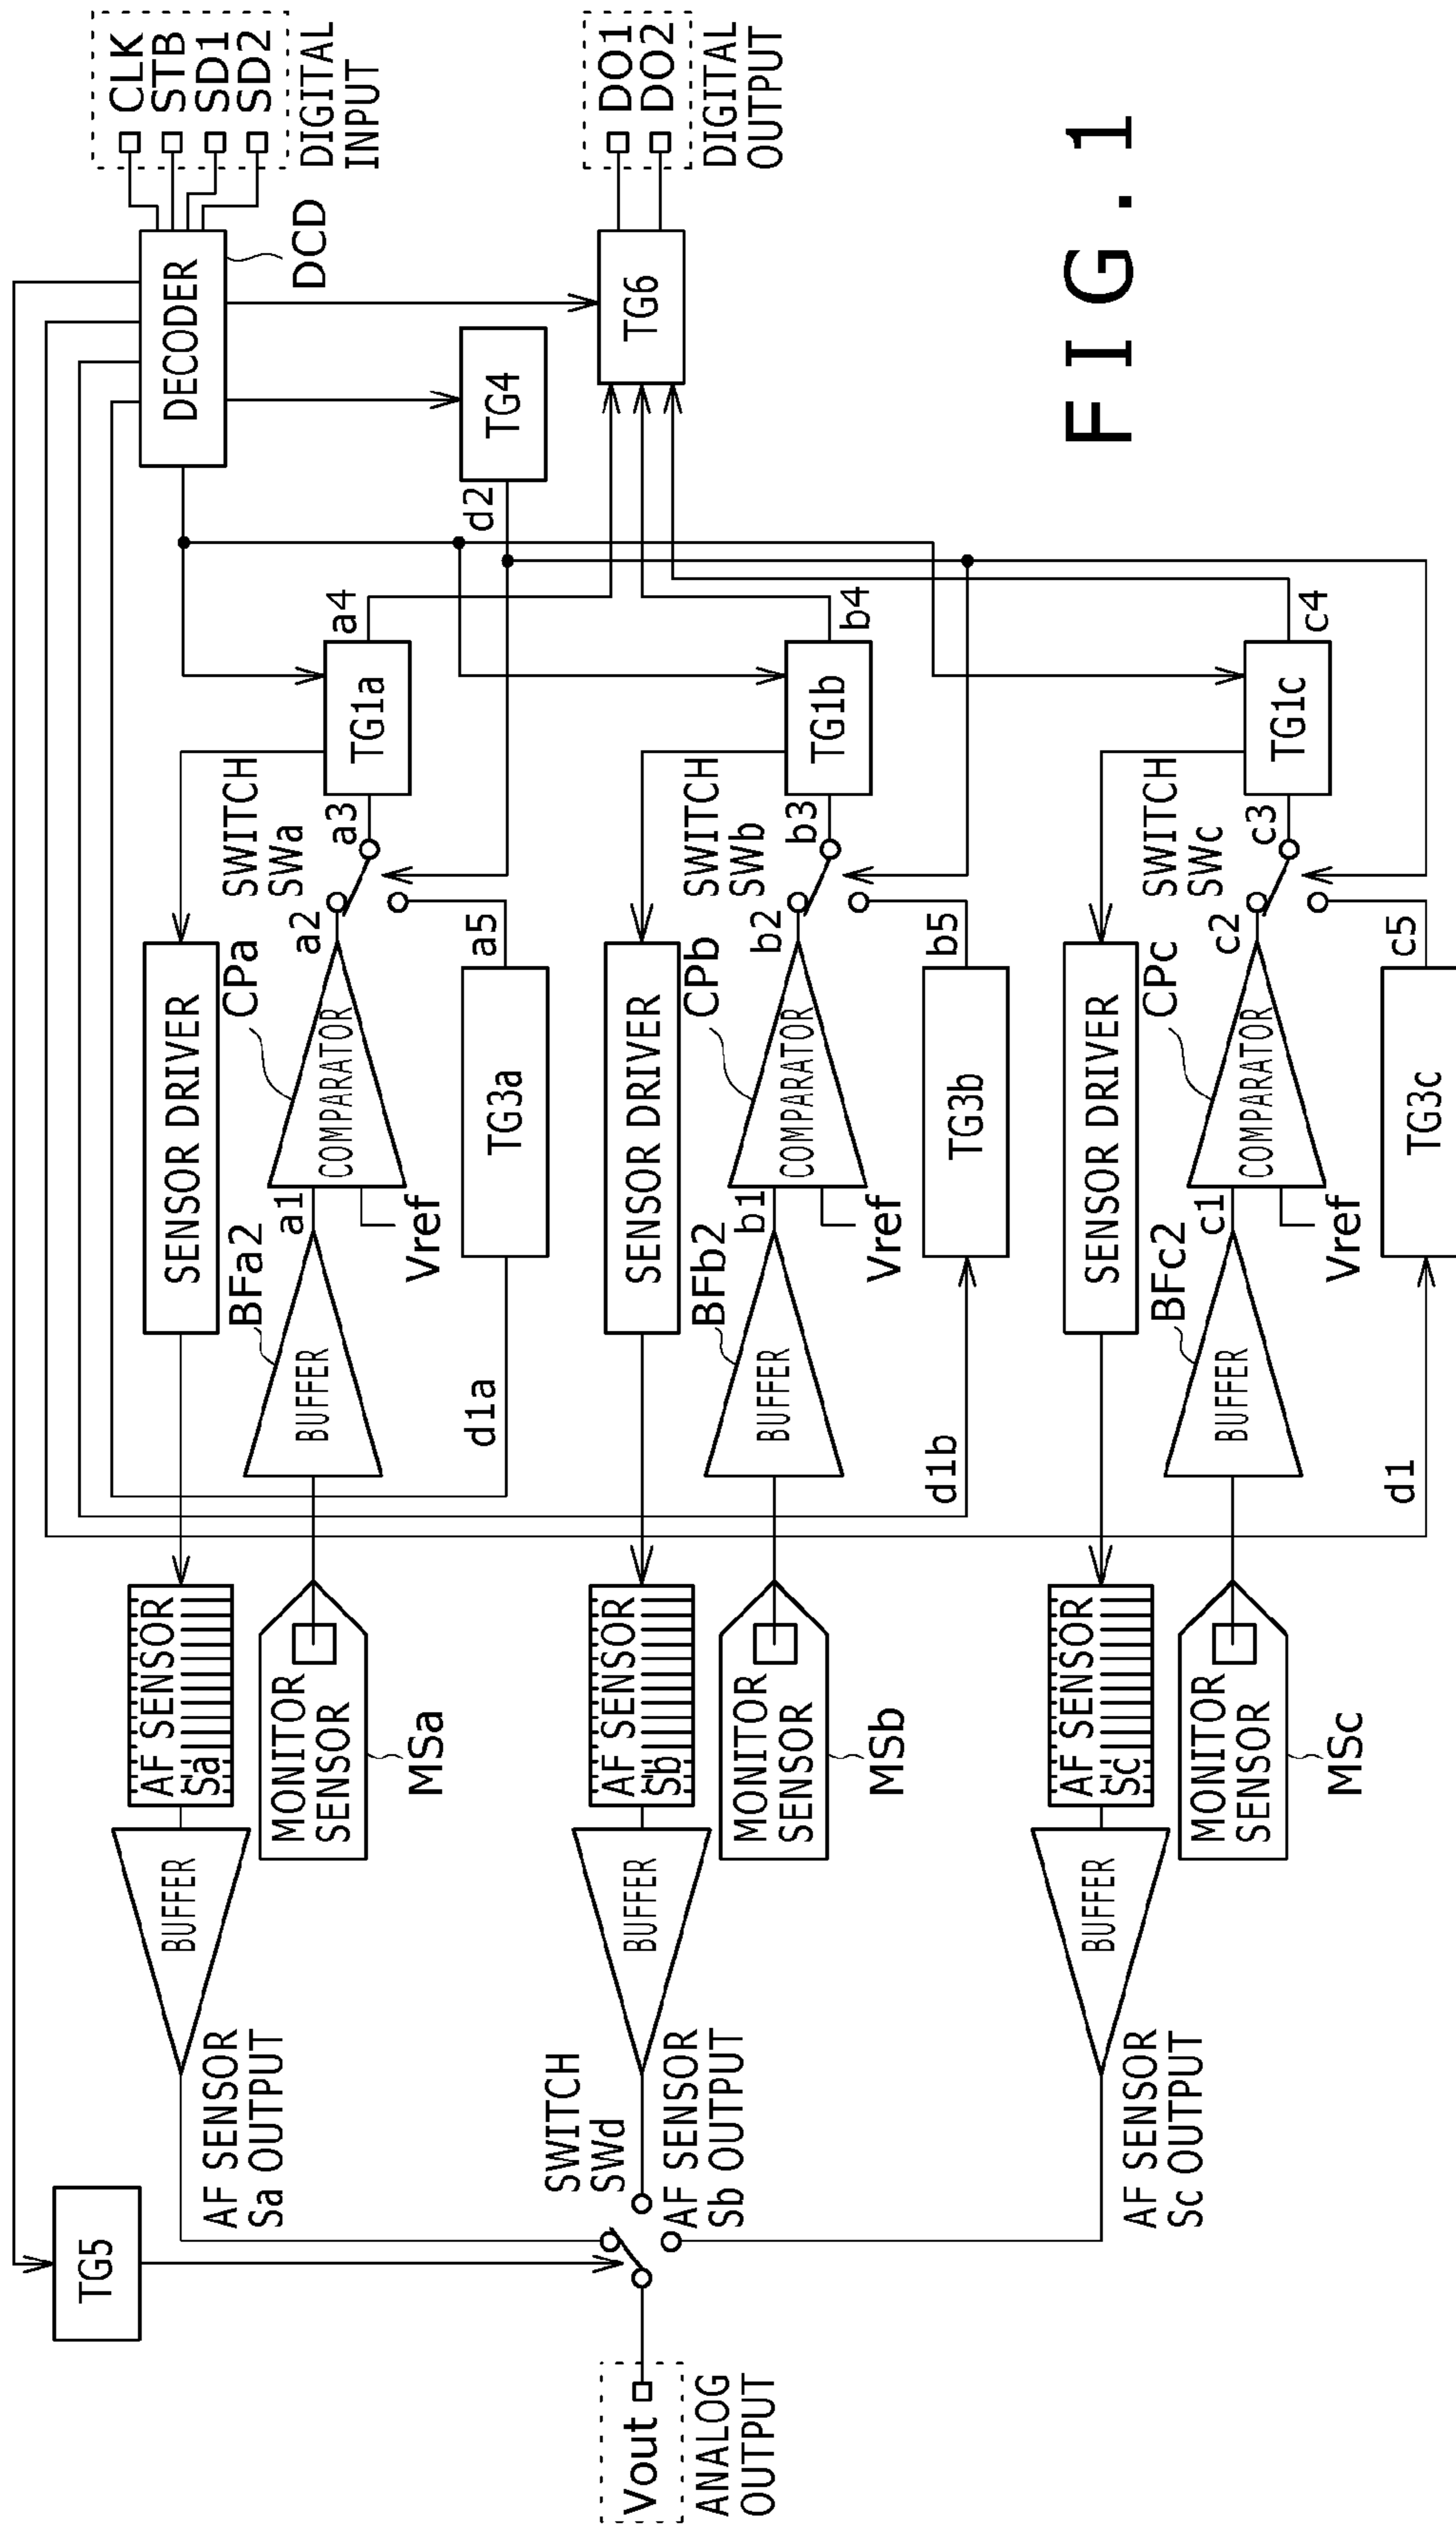 CLK
STB
SD1
SD2
DIGITAL
INPUT
DECODER
DCD
DO1
DO2
DIGITAL
OUTPUT
TG6
TG4
d2
FIG.1
SENSOR DRIVER
SWITCH
SWa
TG1a
a4
a3
a2
CPa
COMPARATOR
a1
Vref
a5
TG3a
d1a
BFa2
BUFFER
AF SENSOR
Sa
MONITOR
SENSOR
MSa
BUFFER
AF SENSOR
Sa OUTPUT
SENSOR DRIVER
SWITCH
SWb
TG1b
b4
b3
b2
CPb
COMPARATOR
b1
Vref
b5
TG3b
d1b
BFb2
BUFFER
AF SENSOR
Sb
MONITOR
SENSOR
MSb
BUFFER
AF SENSOR
Sb OUTPUT
SENSOR DRIVER
SWITCH
SWc
TG1c
c4
c3
c2
CPc
COMPARATOR
c1
Vref
c5
TG3c
d1
BFc2
BUFFER
AF SENSOR
Sc
MONITOR
SENSOR
MSc
BUFFER
AF SENSOR
Sc OUTPUT
TG5
SWITCH
SWd
Vout
ANALOG
OUTPUT